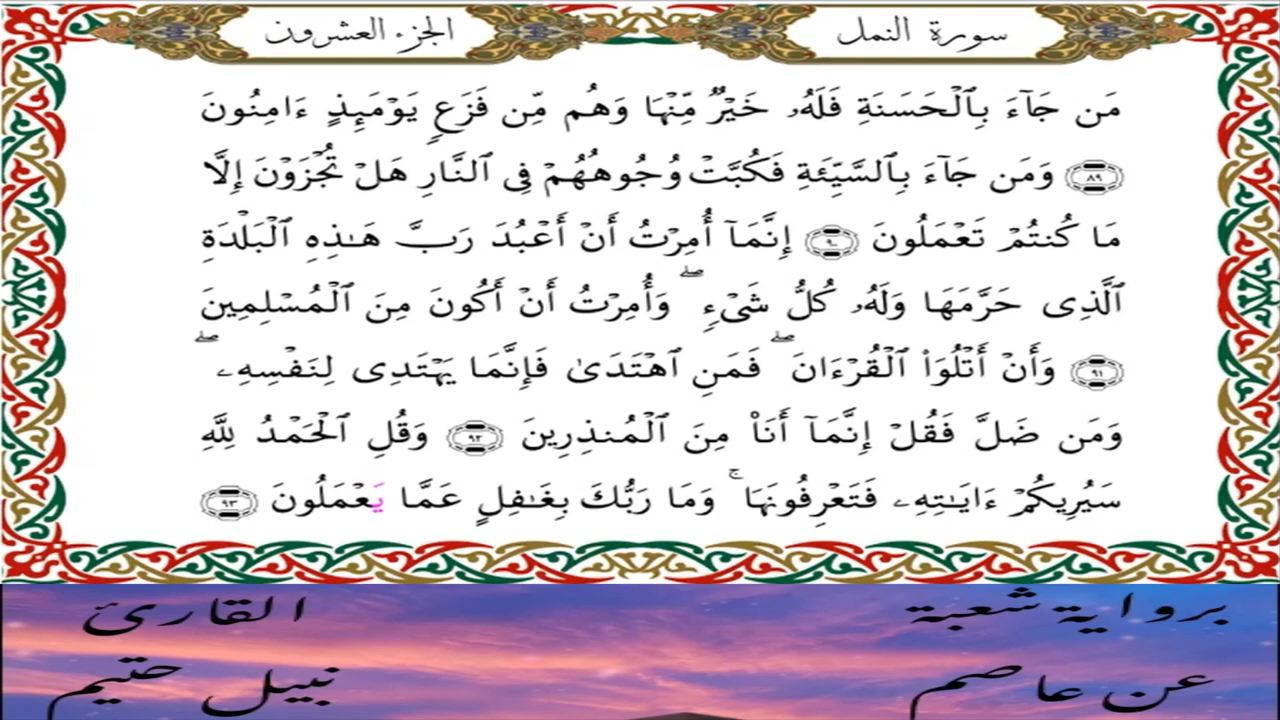 سورة النمل
الجزء العشرون
مَن جَآءَ بِٱلْحَسَنَةِ فَلَهُۥ خَيْرٌ مِّنْهَا وَهُم مِّن فَزَعِ يَوْمَئِذٍ ءَامِنُونَ
﴿٨٩﴾ وَمَن جَآءَ بِٱلسَّيِّئَةِ فَكُبَّتْ وُجُوهُهُمْ فِى ٱلنَّارِ هَلْ تُجْزَوْنَ إِلَّا
مَا كُنتُمْ تَعْمَلُونَ ﴿٩٠﴾ إِنَّمَآ أُمِرْتُ أَنْ أَعْبُدَ رَبَّ هَـٰذِهِ ٱلْبَلْدَةِ
ٱلَّذِى حَرَّمَهَا وَلَهُۥ كُلُّ شَىْءٍ ۖ وَأُمِرْتُ أَنْ أَكُونَ مِنَ ٱلْمُسْلِمِينَ
﴿٩١﴾ وَأَنْ أَتْلُوَا۟ ٱلْقُرْءَانَ ۖ فَمَنِ ٱهْتَدَىٰ فَإِنَّمَا يَهْتَدِى لِنَفْسِهِۦ ۖ
وَمَن ضَلَّ فَقُلْ إِنَّمَآ أَنَا۠ مِنَ ٱلْمُنذِرِينَ ﴿٩٢﴾ وَقُلِ ٱلْحَمْدُ لِلَّهِ
سَيُرِيكُمْ ءَايَـٰتِهِۦ فَتَعْرِفُونَهَا ۚ وَمَا رَبُّكَ بِغَـٰفِلٍ عَمَّا يَعْمَلُونَ ﴿٩٣﴾
برواية شعبة
عن عاصم
القارئ
نبيل حتيم